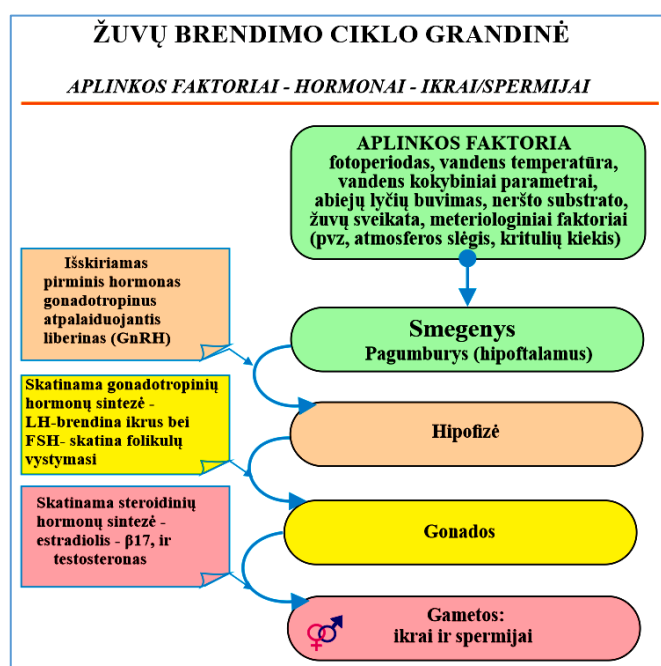 ŽUVŲ BRENDIMO CIKLO GRANDINĖ
APLINKOS FAKTORIAI - HORMONAI - IKRAI/SPERMIJAI
APLINKOS FAKTORIA
fotoperiodas, vandens temperatūra,
vandens kokybiniai parametrai,
abiejų lyčių buvimas, neršto substrato,
žuvų sveikata, meteriologiniai faktoriai
(pvz, atmosferos slėgis, kritulių kiekis)
Išskiriamas
pirminis hormonas
gonadotropinus
atpalaiduojantis
liberinas (GnRH)
Smegenys
Pagumburys (hipoftalamus)
Skatinama gonadotropinių
hormonų sintezė -
LH-brendina ikrus bei
FSH- skatina folikulų
vystymasi
Hipofizė
Skatinama steroidinių
hormonų sintezė -
estradiolis - β17, ir
testosteronas
Gonados
Gametos:
ikrai ir spermijai